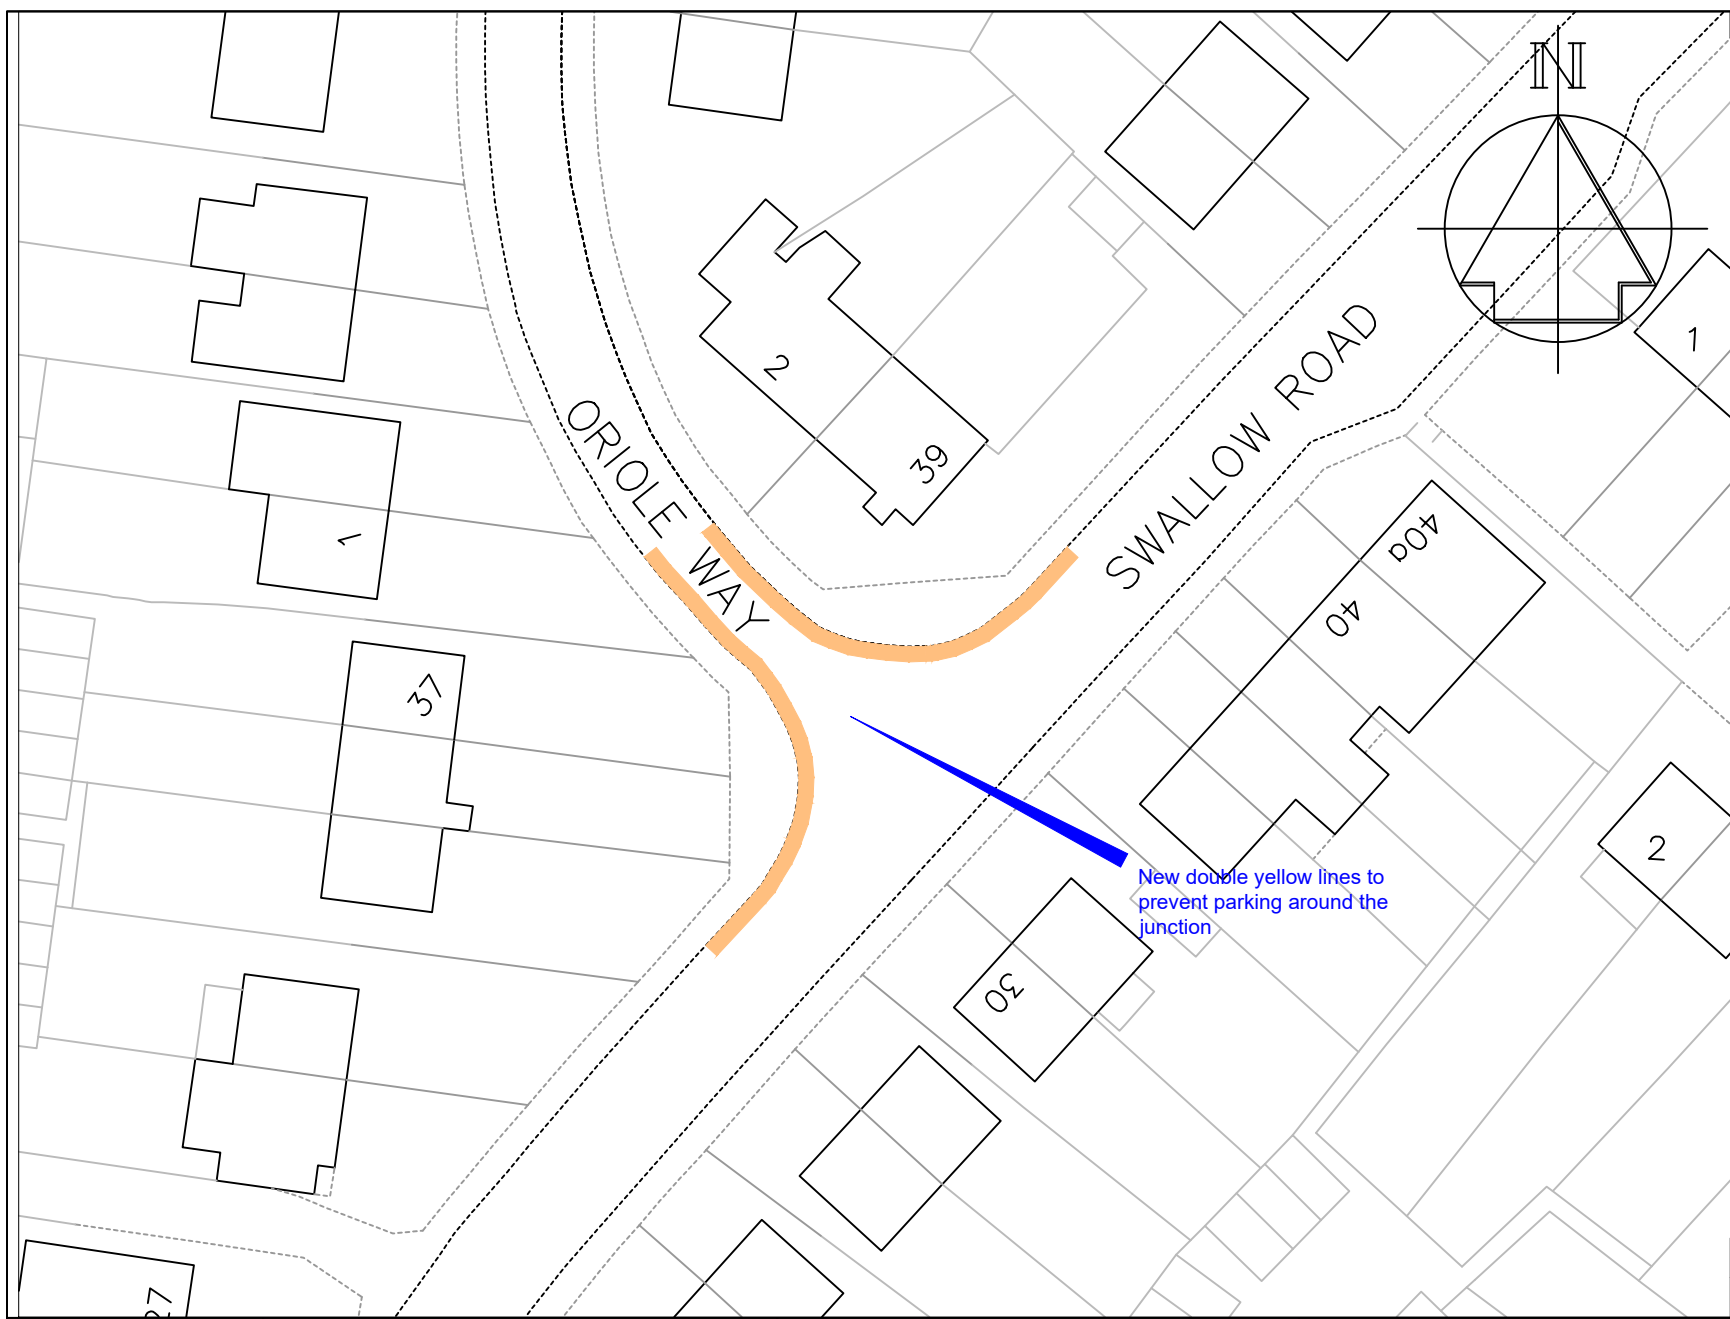 N
1
2
ORIOLE WAY
SWALLOW ROAD
39
40a
1
40
37
2
New double yellow lines to
prevent parking around the
junction
30
27